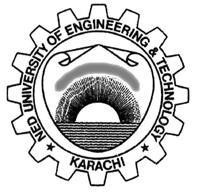 NED UNIVERSITY OF ENGINEERING & TECHNOLOGY
KARACHI